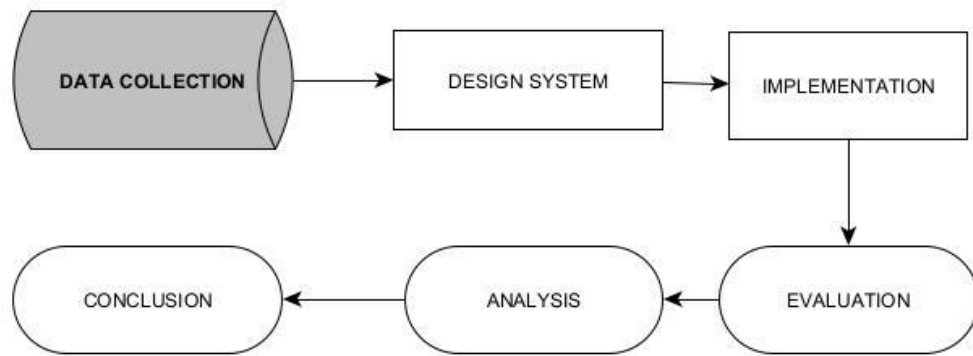 DATA COLLECTION
DESIGN SYSTEM
IMPLEMENTATION
EVALUATION
ANALYSIS
CONCLUSION